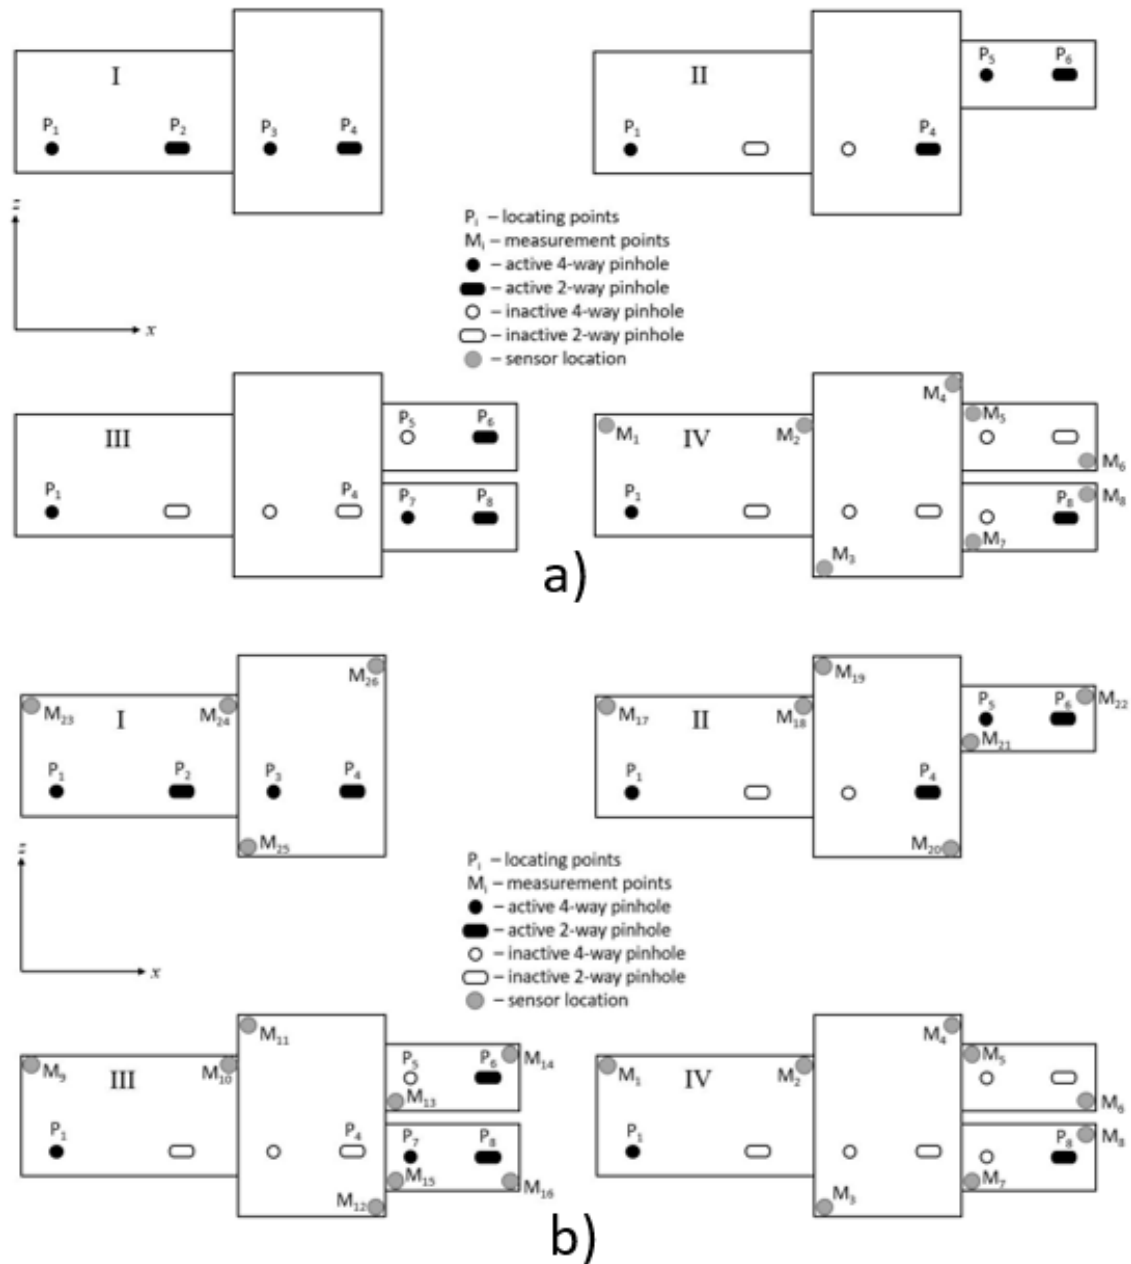 I
P₁ P₂ P₃ P₄
II
P₁ P₄ P₅ P₆
z
x
Pᵢ – locating points
Mᵢ – measurement points
– active 4-way pinhole
– active 2-way pinhole
– inactive 4-way pinhole
– inactive 2-way pinhole
– sensor location
III
P₁ P₄ P₅ P₆
P₇ P₈
IV
M₁ M₂ M₄ M₅
M₆
P₁ P₈ M₈
M₇
M₃
a)
M₂₆
M₂₃ I M₂₄
P₁ P₂ P₃ P₄
M₂₅
M₁₉
M₁₇ II M₁₈ P₅ P₆ M₂₂
M₂₁
P₁ P₄
M₂₀
z
x
Pᵢ – locating points
Mᵢ – measurement points
– active 4-way pinhole
– active 2-way pinhole
– inactive 4-way pinhole
– inactive 2-way pinhole
– sensor location
M₁₁
M₉ III M₁₀ P₅ P₆ M₁₄
M₁₃
P₁ P₄ P₇ P₈
M₁₅ M₁₆
M₁₂
M₄
M₁ IV M₂ M₅
M₆
P₁ P₈ M₈
M₇
M₃
b)